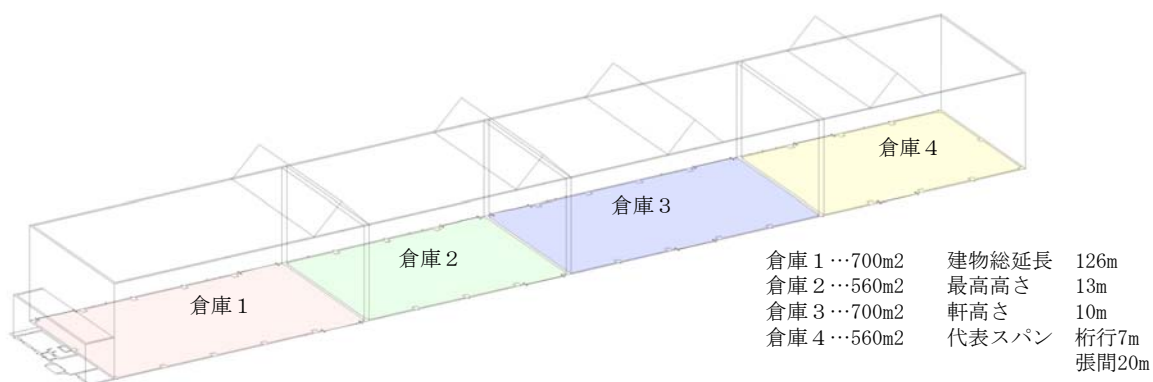 倉庫４
倉庫３
倉庫２
倉庫１
倉庫１…700m2 建物総延長 126m
倉庫２…560m2 最高高さ 13m
倉庫３…700m2 軒高さ 10m
倉庫４…560m2 代表スパン 桁行7m
張間20m